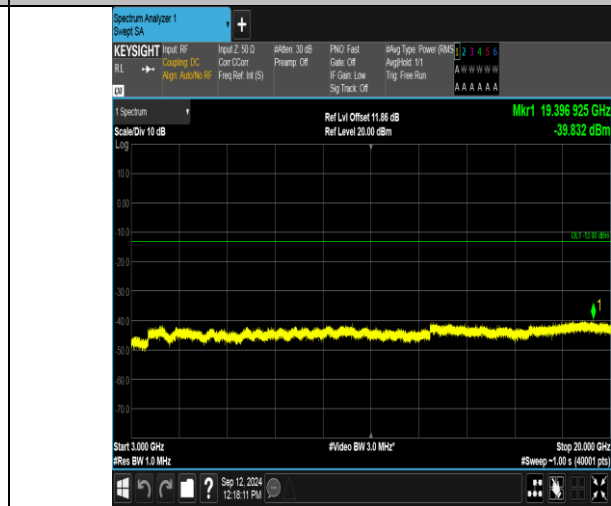 Spectrum Analyzer 1
Swept SA
+
KEYSIGHT Input: RF Input Z: 50 Ω #Atten: 30 dB PNO: Fast #Avg Type: Power (RMS 1 2 3 4 5 6
RL Coupling: DC Corr CCorr Preamp: Off Gate: Off Avg|Hold: 1/1 A W W W W W
Align: Auto/No RF Freq Ref: Int (S) IF Gain: Low Trig: Free Run
Sig Track: Off A A A A A A
1 Spectrum Ref Lvl Offset 11.86 dB Mkr1 19.396 925 GHz
Scale/Div 10 dB Ref Level 20.00 dBm -39.832 dBm
Log
10.0
0.00
-10.0
DL1 -13.00 dBm
-20.0
-30.0
1
-40.0
-50.0
-60.0
-70.0
Start 3.000 GHz #Video BW 3.0 MHz* Stop 20.000 GHz
#Res BW 1.0 MHz #Sweep ~1.00 s (40001 pts)
? Sep 12, 2024
12:18:11 PM